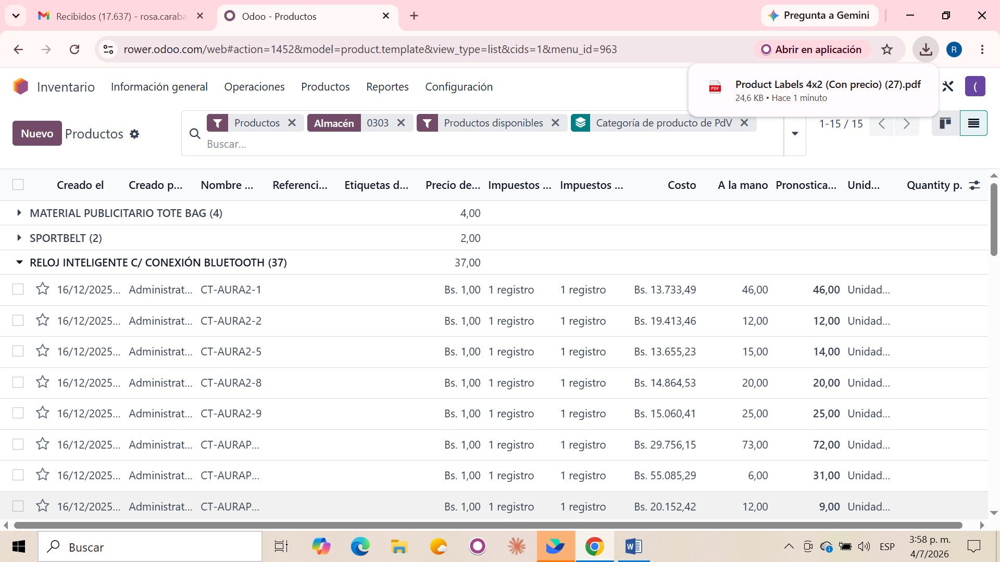 Recibidos (17.637) - rosa.caraba
Odoo - Productos
Pregunta a Gemini
rower.odoo.com/web#action=1452&model=product.template&view_type=list&cids=1&menu_id=963
Abrir en aplicación
R
Product Labels 4x2 (Con precio) (27).pdf
24,6 KB • Hace 1 minuto
PDF
Inventario Información general Operaciones Productos Reportes Configuración
(
Nuevo Productos
Productos Almacén 0303 Productos disponibles Categoría de producto de PdV
Buscar...
1-15 / 15
Creado el Creado p... Nombre ... Referenci... Etiquetas d... Precio de... Impuestos ... Impuestos ... Costo A la mano Pronostica... Unid... Quantity p.
MATERIAL PUBLICITARIO TOTE BAG (4) 4,00
SPORTBELT (2) 2,00
RELOJ INTELIGENTE C/ CONEXIÓN BLUETOOTH (37) 37,00
16/12/2025... Administrat... CT-AURA2-1 Bs. 1,00 1 registro 1 registro Bs. 13.733,49 46,00 46,00 Unidad...
16/12/2025... Administrat... CT-AURA2-2 Bs. 1,00 1 registro 1 registro Bs. 19.413,46 12,00 12,00 Unidad...
16/12/2025... Administrat... CT-AURA2-5 Bs. 1,00 1 registro 1 registro Bs. 13.655,23 15,00 14,00 Unidad...
16/12/2025... Administrat... CT-AURA2-8 Bs. 1,00 1 registro 1 registro Bs. 14.864,53 20,00 20,00 Unidad...
16/12/2025... Administrat... CT-AURA2-9 Bs. 1,00 1 registro 1 registro Bs. 15.060,41 25,00 25,00 Unidad...
16/12/2025... Administrat... CT-AURAP... Bs. 1,00 1 registro 1 registro Bs. 29.756,15 73,00 72,00 Unidad...
16/12/2025... Administrat... CT-AURAP... Bs. 1,00 1 registro 1 registro Bs. 55.085,29 6,00 31,00 Unidad...
16/12/2025... Administrat... CT-AURAP... Bs. 1,00 1 registro 1 registro Bs. 20.152,42 12,00 9,00 Unidad...
Buscar
ESP
3:58 p. m.
4/7/2026